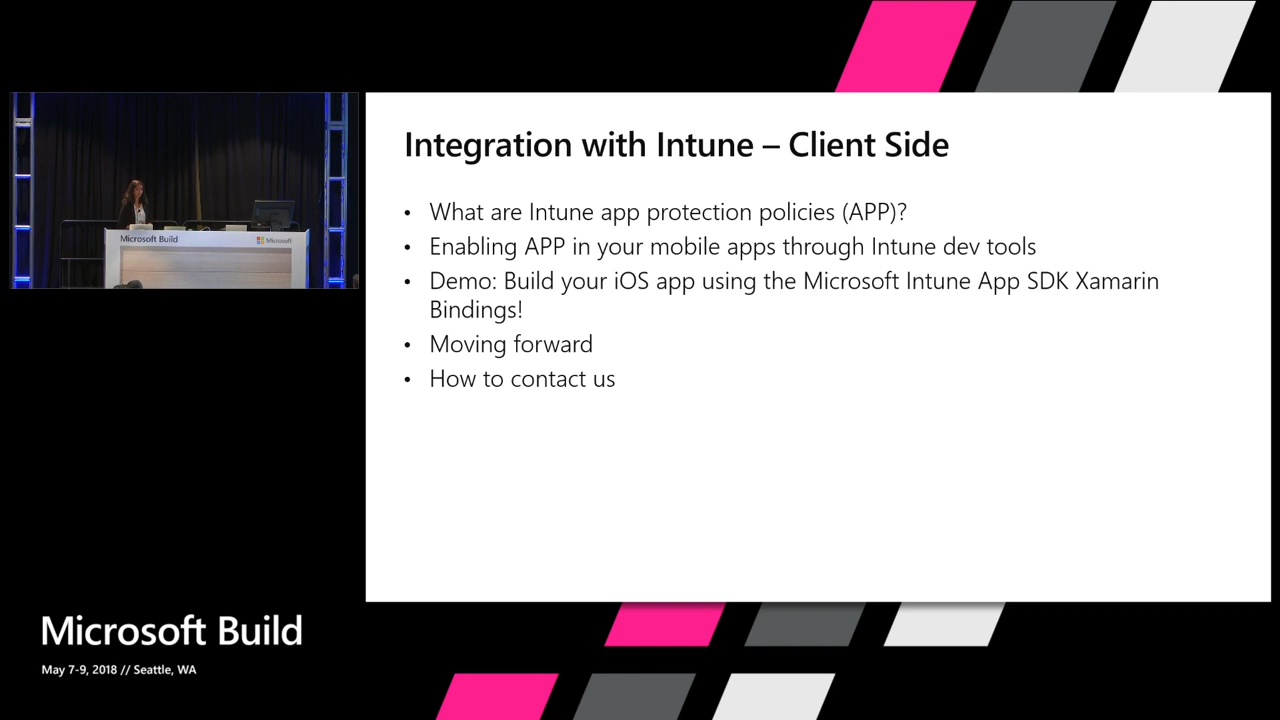 Microsoft Build
Microsoft
Integration with Intune – Client Side
• What are Intune app protection policies (APP)?
• Enabling APP in your mobile apps through Intune dev tools
• Demo: Build your iOS app using the Microsoft Intune App SDK Xamarin
Bindings!
• Moving forward
• How to contact us
Microsoft Build
May 7-9, 2018 // Seattle, WA